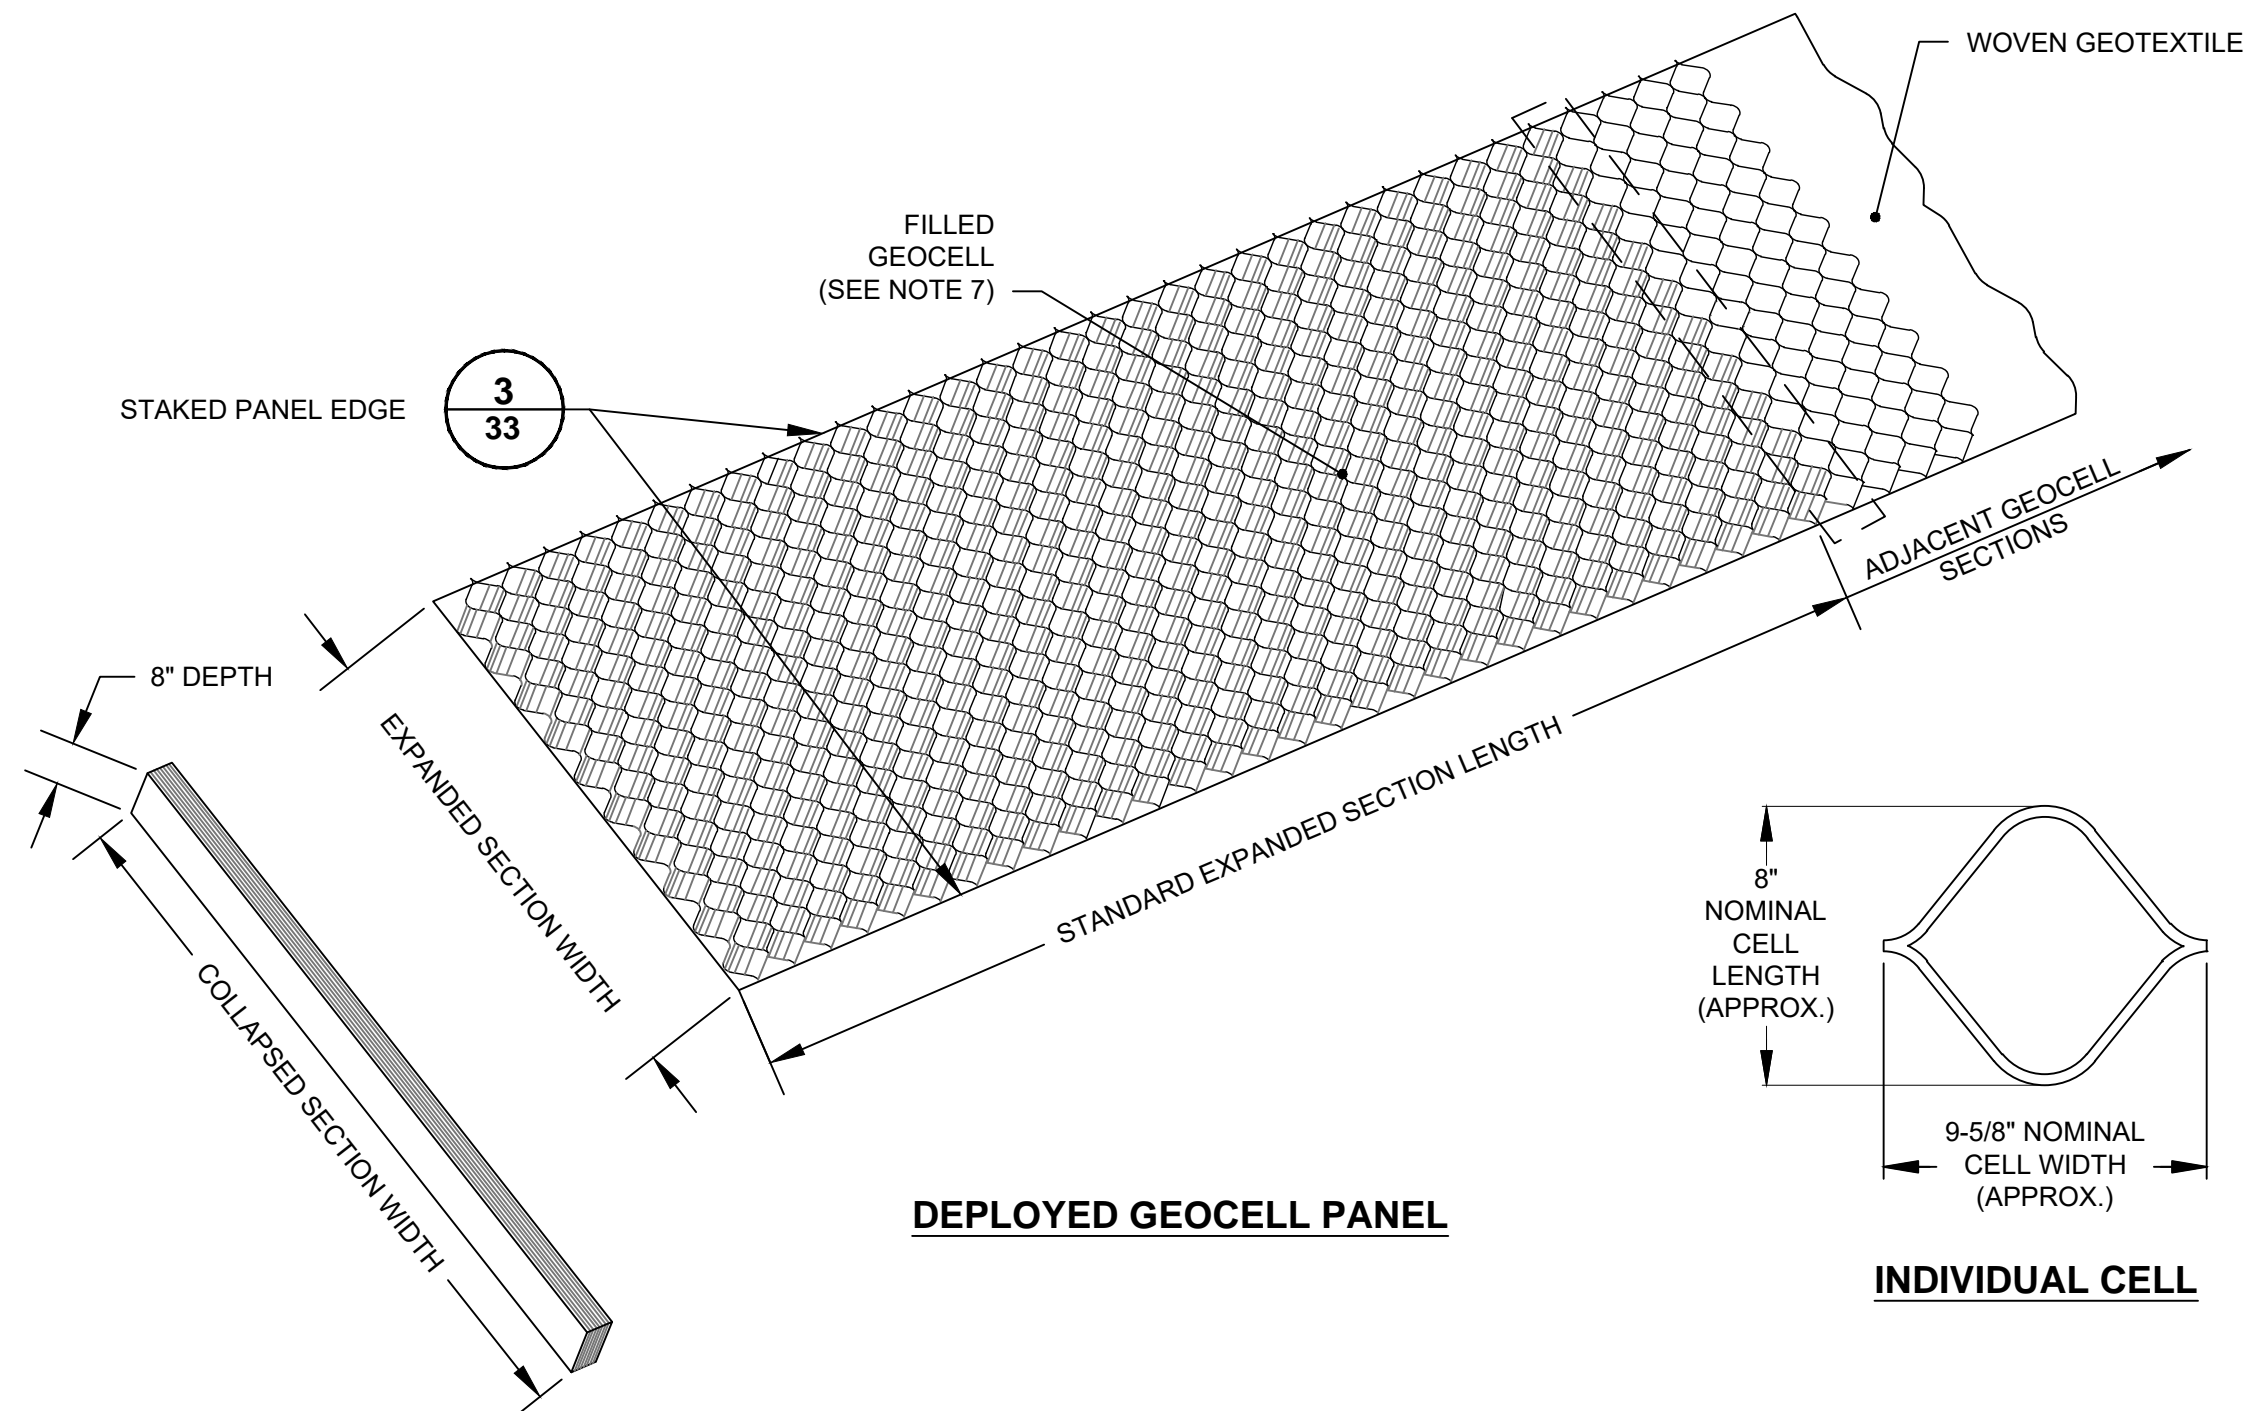 WOVEN GEOTEXTILE
FILLED
GEOCELL
(SEE NOTE 7)
STAKED PANEL EDGE
3
33
ADJACENT GEOCELL
SECTIONS
8" DEPTH
EXPANDED SECTION WIDTH
STANDARD EXPANDED SECTION LENGTH
COLLAPSED SECTION WIDTH
8"
NOMINAL
CELL
LENGTH
(APPROX.)
9-5/8" NOMINAL
CELL WIDTH
(APPROX.)
DEPLOYED GEOCELL PANEL
INDIVIDUAL CELL